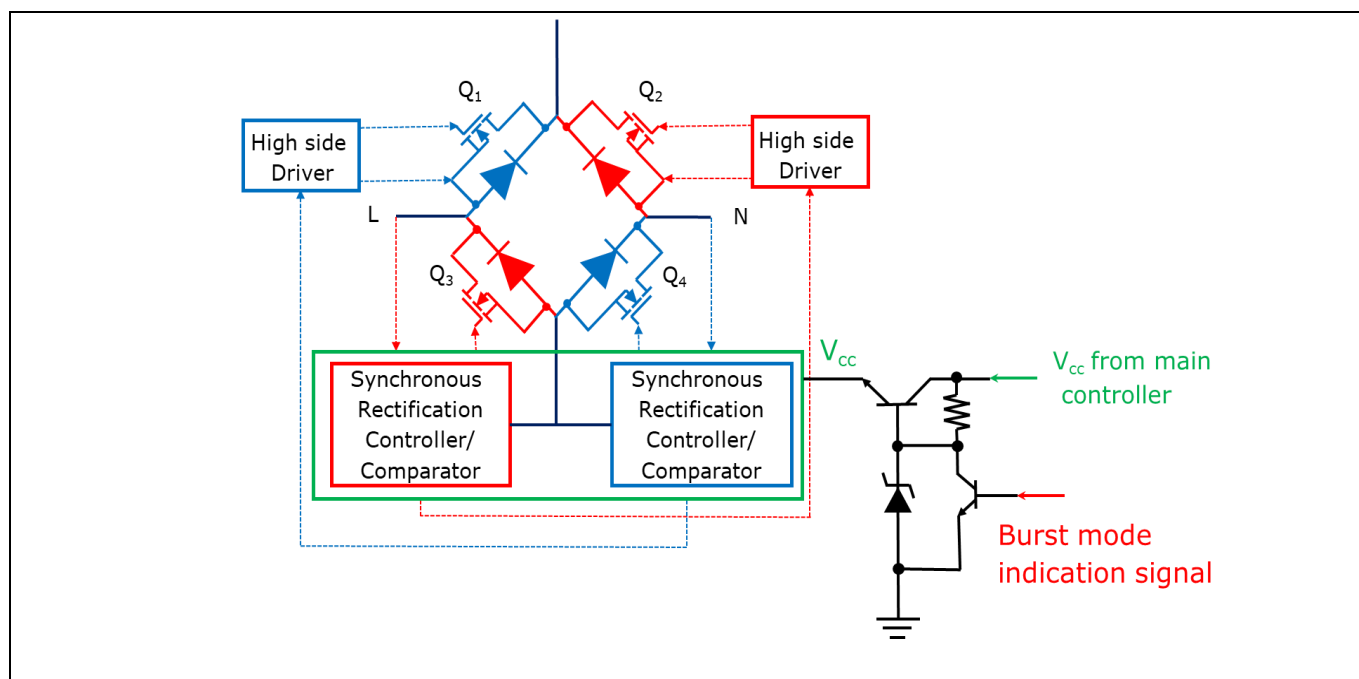 Q₁
Q₂
High side
Driver
High side
Driver
L
N
Q₃
Q₄
Synchronous
Rectification
Controller/
Comparator
Synchronous
Rectification
Controller/
Comparator
Vcc
Vcc from main
controller
Burst mode
indication signal